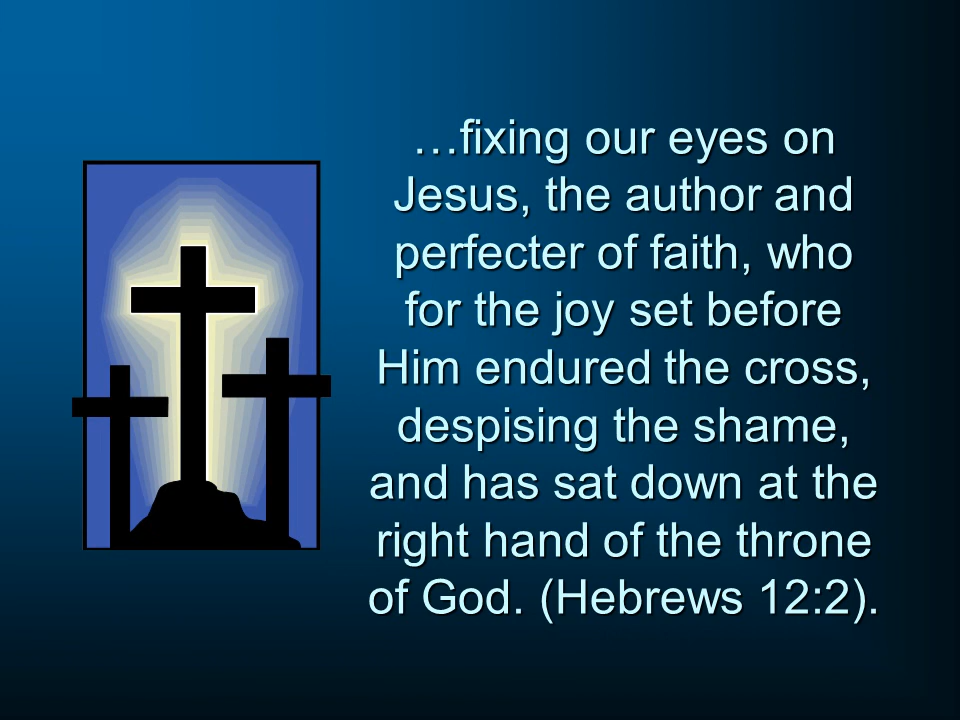 …fixing our eyes on
Jesus, the author and
perfecter of faith, who
for the joy set before
Him endured the cross,
despising the shame,
and has sat down at the
right hand of the throne
of God. (Hebrews 12:2).